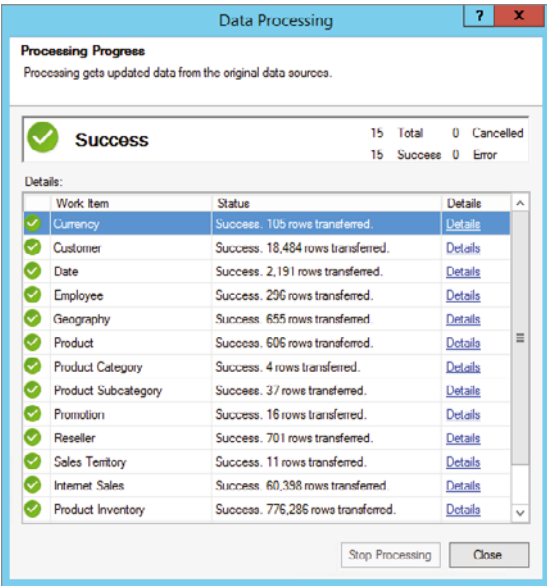 Data Processing
? x
Processing Progress
Processing gets updated data from the original data sources.
Success
15 Total 0 Cancelled
15 Success 0 Error
Details:
Work Item Status Details
Currency Success. 105 rows transferred. Details
Customer Success. 18,484 rows transferred. Details
Date Success. 2,191 rows transferred. Details
Employee Success. 296 rows transferred. Details
Geography Success. 655 rows transferred. Details
Product Success. 606 rows transferred. Details
Product Category Success. 4 rows transferred. Details
Product Subcategory Success. 37 rows transferred. Details
Promotion Success. 16 rows transferred. Details
Reseller Success. 701 rows transferred. Details
Sales Territory Success. 11 rows transferred. Details
Internet Sales Success. 60,398 rows transferred. Details
Product Inventory Success. 776,286 rows transferred. Details
Stop Processing Close